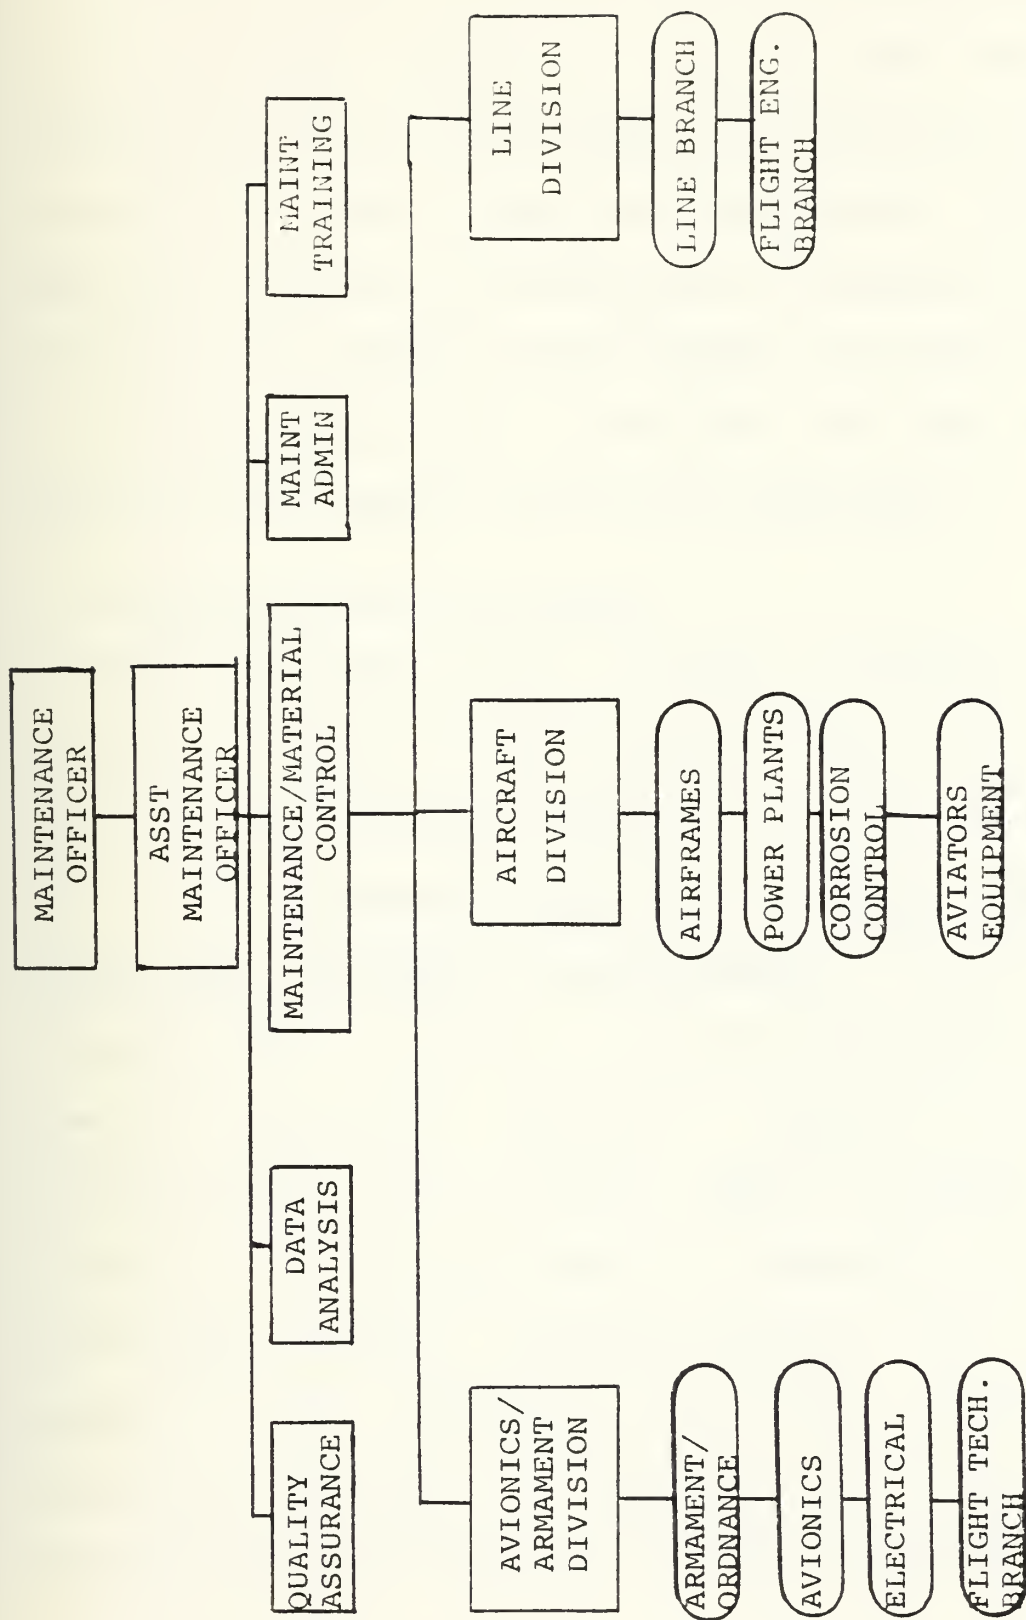 MAINTENANCE
OFFICER
ASST
MAINTENANCE
OFFICER
QUALITY
ASSURANCE
DATA
ANALYSIS
MAINTENANCE/MATERIAL
CONTROL
MAINT
ADMIN
MAINT
TRAINING
AVIONICS/
ARMAMENT
DIVISION
ARMAMENT/
ORDNANCE
AVIONICS
ELECTRICAL
FLIGHT TECH.
BRANCH
AIRCRAFT
DIVISION
AIRFRAMES
POWER PLANTS
CORROSION
CONTROL
AVIATORS
EQUIPMENT
LINE
DIVISION
LINE BRANCH
FLIGHT ENG.
BRANCH